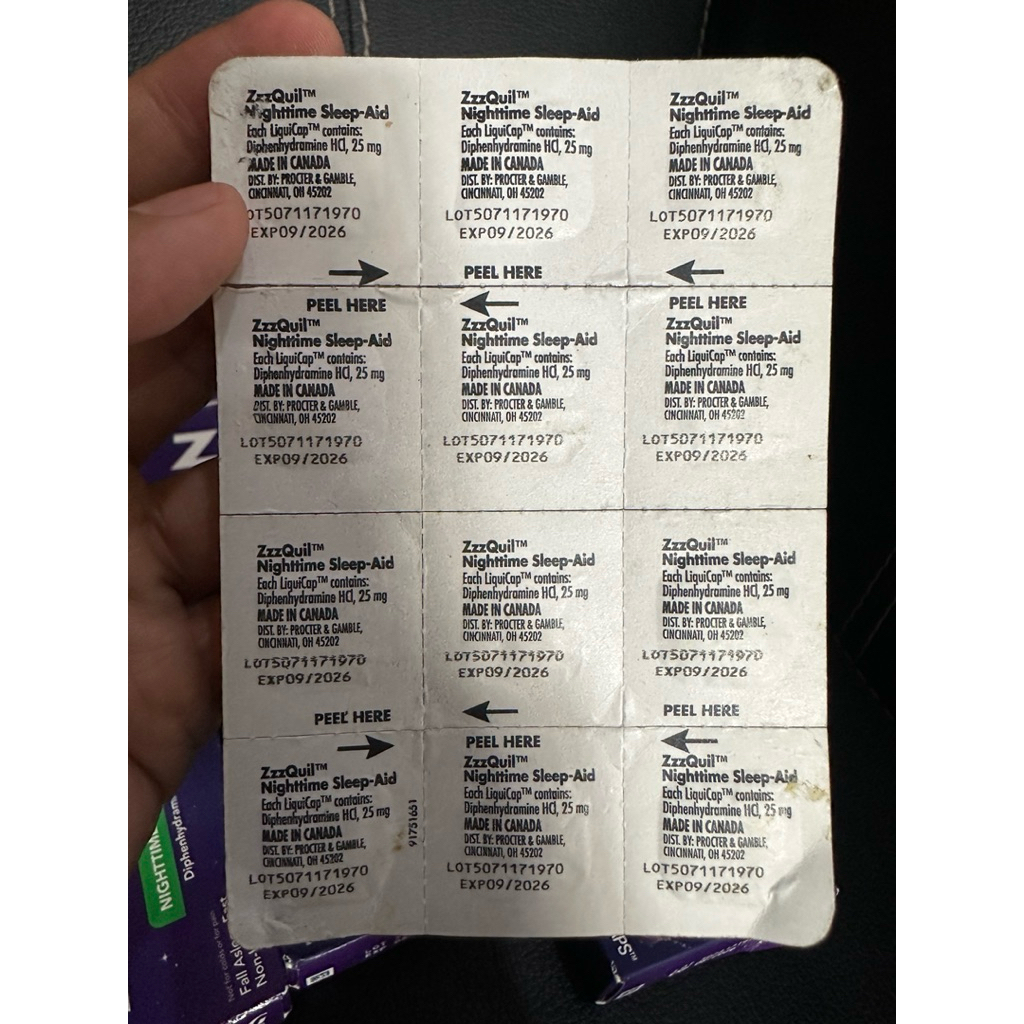 ZzzQuil™
Nighttime Sleep-Aid
Each LiquiCap™ contains:
Diphenhydramine HCl, 25 mg
MADE IN CANADA
DIST. BY: PROCTER & GAMBLE,
CINCINNATI, OH 45202
OT5071171970
EXP09/2026
ZzzQuil™
Nighttime Sleep-Aid
Each LiquiCap™ contains:
Diphenhydramine HCl, 25 mg
MADE IN CANADA
DIST. BY: PROCTER & GAMBLE,
CINCINNATI, OH 45202
LOT5071171970
EXP09/2026
PEEL HERE
ZzzQuil™
Nighttime Sleep-Aid
Each LiquiCap™ contains:
Diphenhydramine HCl, 25 mg
MADE IN CANADA
DIST. BY: PROCTER & GAMBLE,
CINCINNATI, OH 45202
LOT5071171970
EXP09/2026
PEEL HERE
ZzzQuil™
Nighttime Sleep-Aid
Each LiquiCap™ contains:
Diphenhydramine HCl, 25 mg
MADE IN CANADA
DIST. BY: PROCTER & GAMBLE,
CINCINNATI, OH 45202
LOT5071171970
EXP09/2026
ZzzQuil™
Nighttime Sleep-Aid
Each LiquiCap™ contains:
Diphenhydramine HCl, 25 mg
MADE IN CANADA
DIST. BY: PROCTER & GAMBLE,
CINCINNATI, OH 45202
LOT5071171970
EXP09/2026
PEEL HERE
ZzzQuil™
Nighttime Sleep-Aid
Each LiquiCap™ contains:
Diphenhydramine HCl, 25 mg
MADE IN CANADA
DIST. BY: PROCTER & GAMBLE,
CINCINNATI, OH 45202
LOT5071171970
EXP09/2026
ZzzQuil™
Nighttime Sleep-Aid
Each LiquiCap™ contains:
Diphenhydramine HCl, 25 mg
MADE IN CANADA
DIST. BY: PROCTER & GAMBLE,
CINCINNATI, OH 45202
LOT5071171970
EXP09/2026
PEEL HERE
ZzzQuil™
Nighttime Sleep-Aid
Each LiquiCap™ contains:
Diphenhydramine HCl, 25 mg
MADE IN CANADA
DIST. BY: PROCTER & GAMBLE,
CINCINNATI, OH 45202
LOT5071171970
EXP09/2026
ZzzQuil™
Nighttime Sleep-Aid
Each LiquiCap™ contains:
Diphenhydramine HCl, 25 mg
MADE IN CANADA
DIST. BY: PROCTER & GAMBLE,
CINCINNATI, OH 45202
LOT5071171970
EXP09/2026
PEEL HERE
ZzzQuil™
Nighttime Sleep-Aid
Each LiquiCap™ contains:
Diphenhydramine HCl, 25 mg
MADE IN CANADA
DIST. BY: PROCTER & GAMBLE,
CINCINNATI, OH 45202
LOT5071171970
EXP09/2026
91751651
PEEL HERE
ZzzQuil™
Nighttime Sleep-Aid
Each LiquiCap™ contains:
Diphenhydramine HCl, 25 mg
MADE IN CANADA
DIST. BY: PROCTER & GAMBLE,
CINCINNATI, OH 45202
LOT5071171970
EXP09/2026
ZzzQuil™
Nighttime Sleep-Aid
Each LiquiCap™ contains:
Diphenhydramine HCl, 25 mg
MADE IN CANADA
DIST. BY: PROCTER & GAMBLE,
CINCINNATI, OH 45202
LOT5071171970
EXP09/2026
Z
NIGHTTIM
Diphenhydram
Fall Asl
Non-
PS™